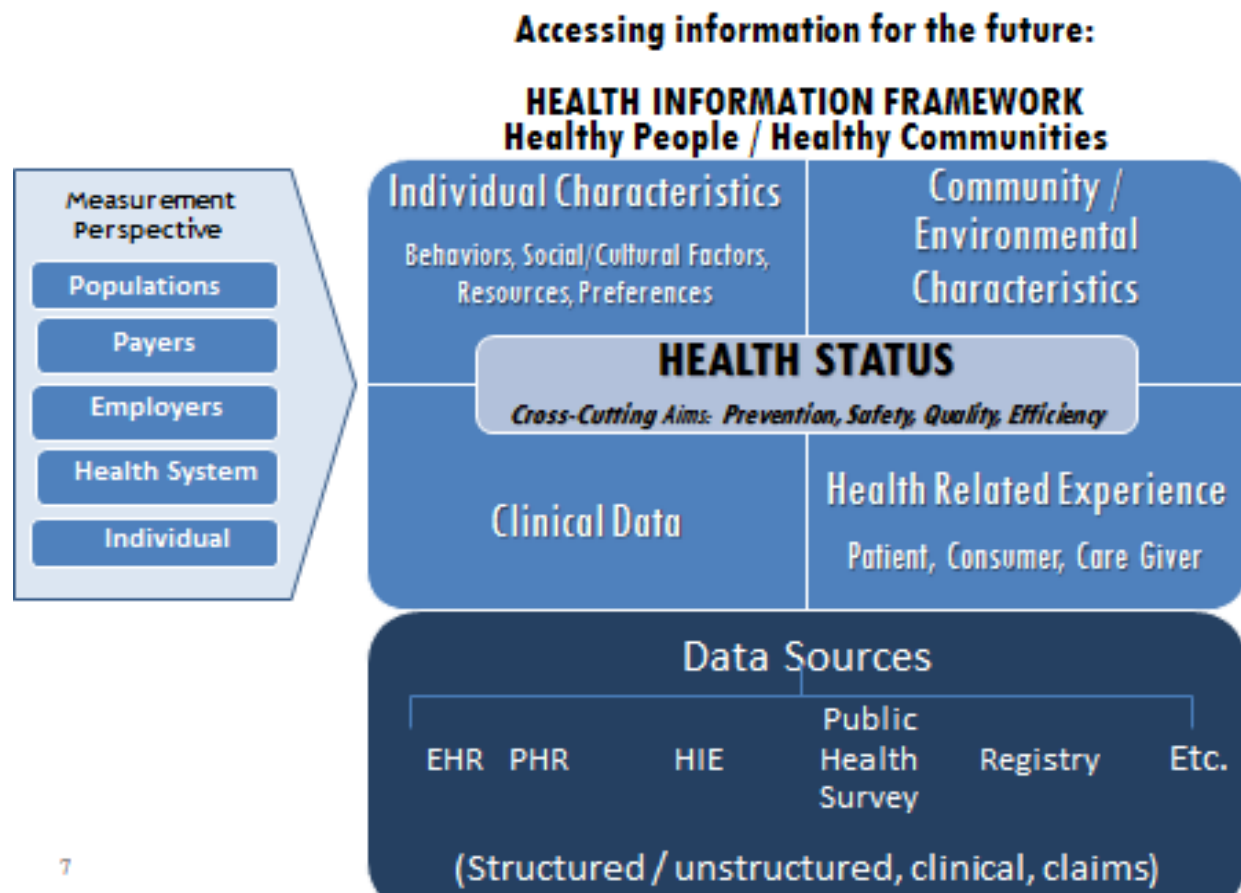 Accessing information for the future:
HEALTH INFORMATION FRAMEWORK
Healthy People / Healthy Communities
Measurement
Perspective
Populations
Payers
Employers
Health System
Individual
Individual Characteristics
Behaviors, Social/Cultural Factors,
Resources, Preferences
Community /
Environmental
Characteristics
HEALTH STATUS
Cross-Cutting Aims: Prevention, Safety, Quality, Efficiency
Clinical Data
Health Related Experience
Patient, Consumer, Care Giver
Data Sources
EHR PHR HIE
Public
Health
Survey
Registry
Etc.
(Structured / unstructured, clinical, claims)
7